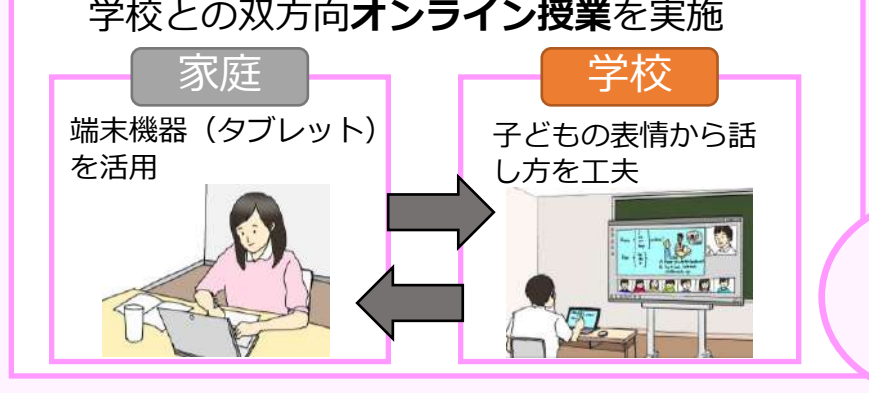 学校との双方向オンライン授業を実施
家庭
学校
端末機器（タブレット）
を活用
子どもの表情から話
し方を工夫